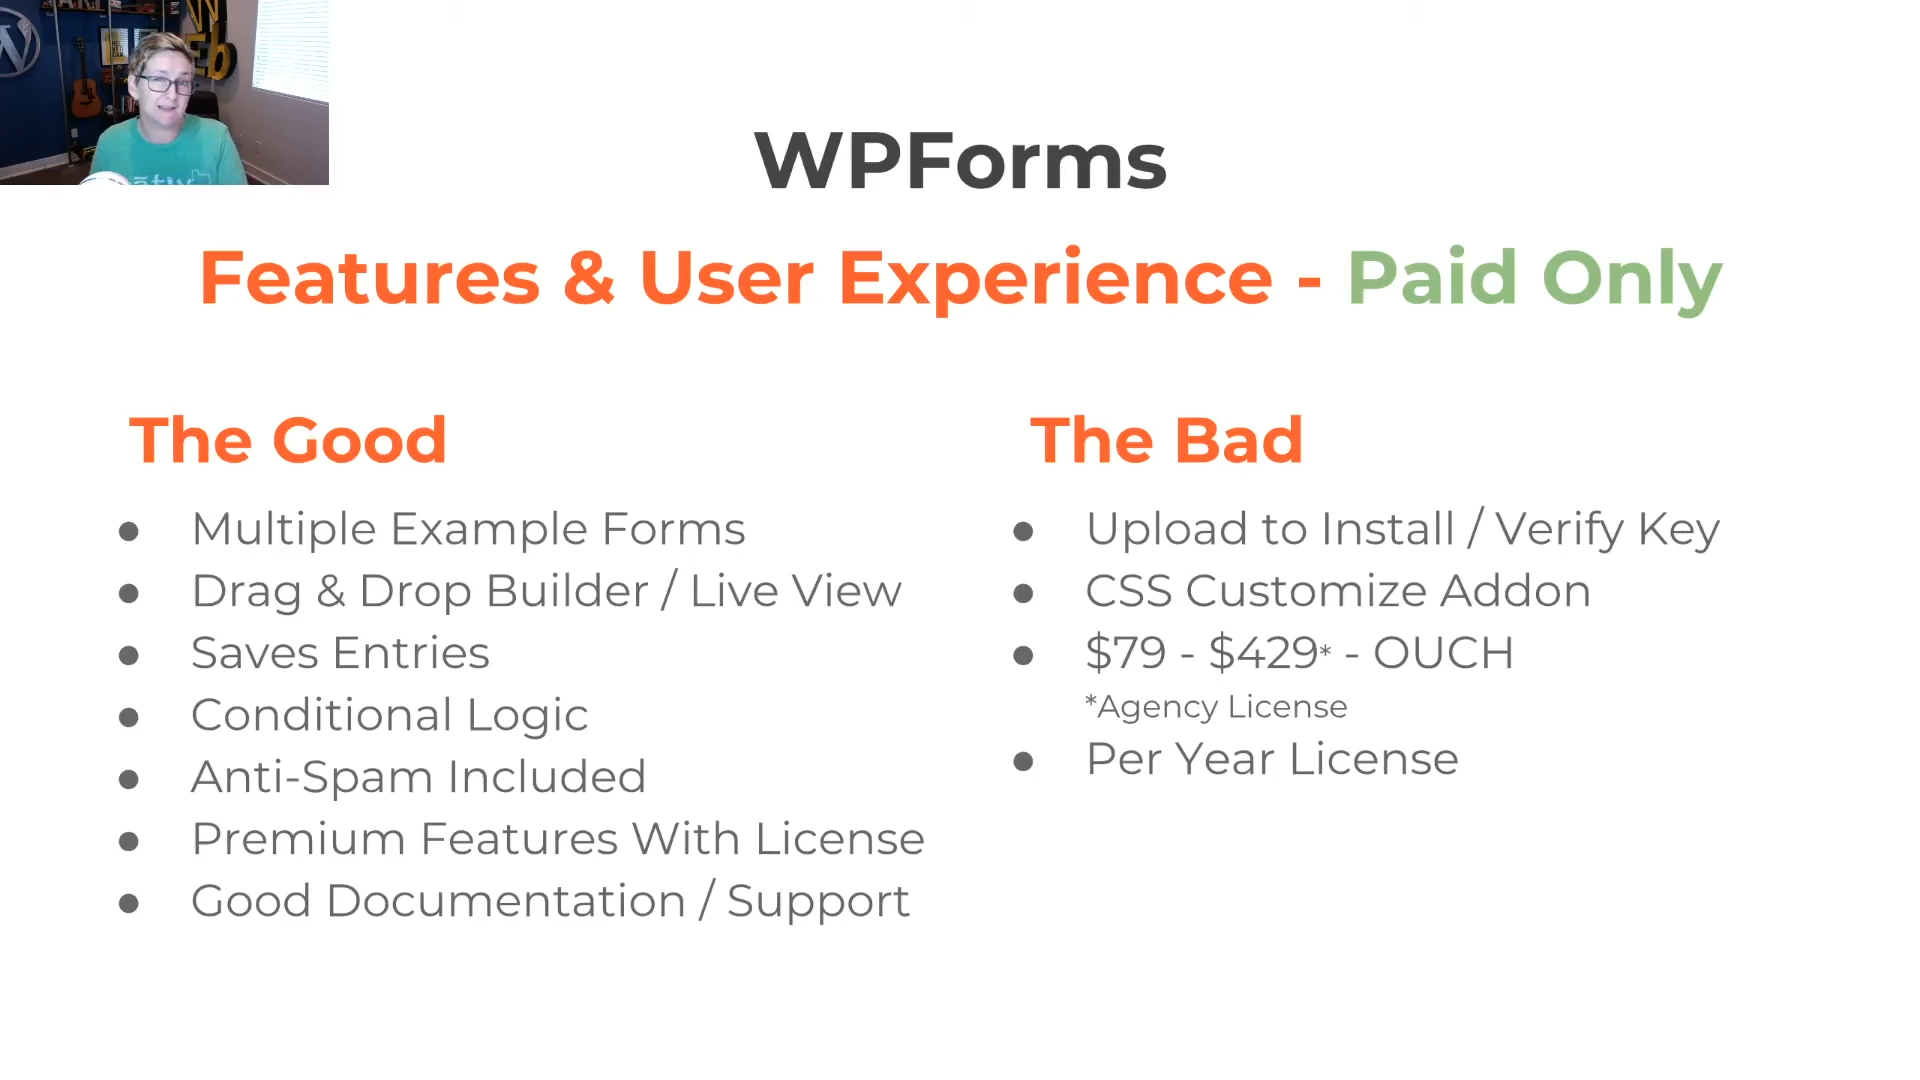 WPForms
Features & User Experience - Paid Only
The Good
● Multiple Example Forms
● Drag & Drop Builder / Live View
● Saves Entries
● Conditional Logic
● Anti-Spam Included
● Premium Features With License
● Good Documentation / Support
The Bad
● Upload to Install / Verify Key
● CSS Customize Addon
● $79 - $429* - OUCH
*Agency License
● Per Year License